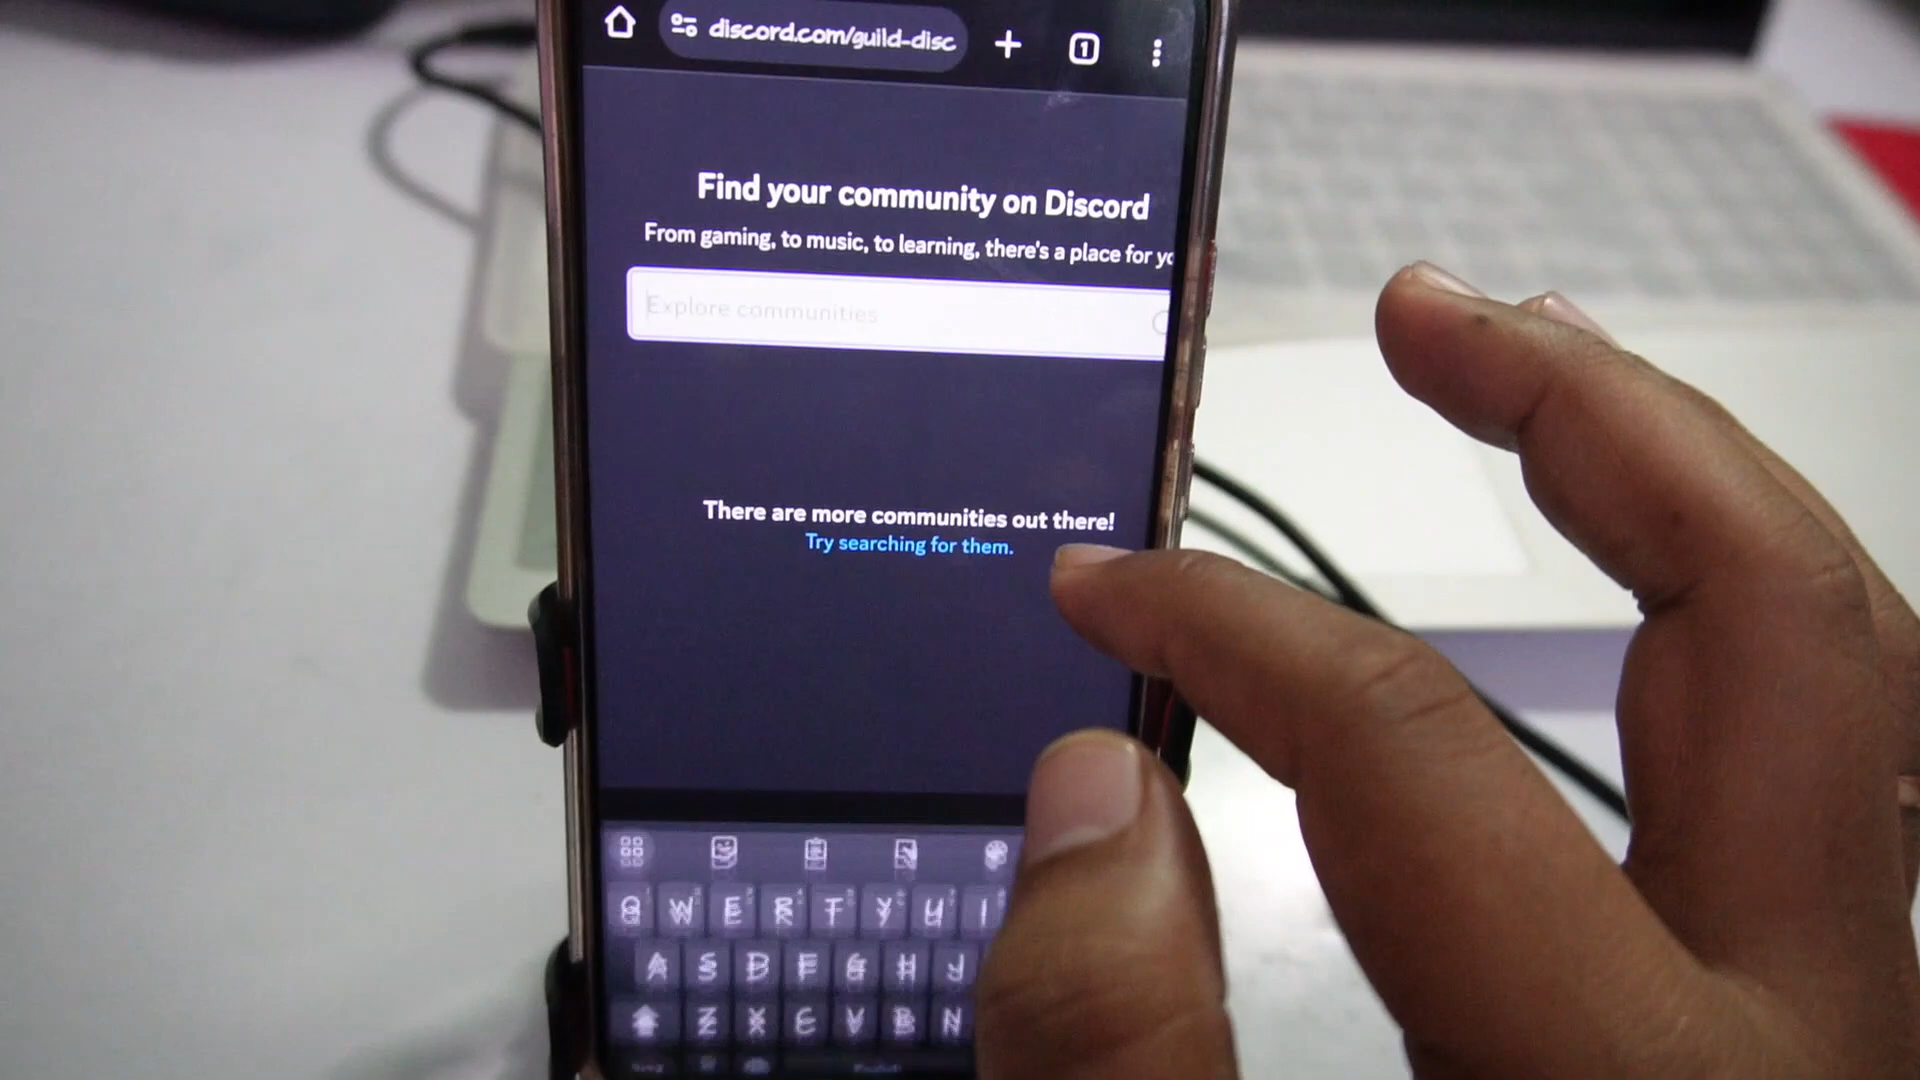 discord.com/guild-disc
1
Find your community on Discord
From gaming, to music, to learning, there's a place for yo
Explore communities
There are more communities out there!
Try searching for them.
Q W E R T Y U I
A S D F G H J
Z X C V B N